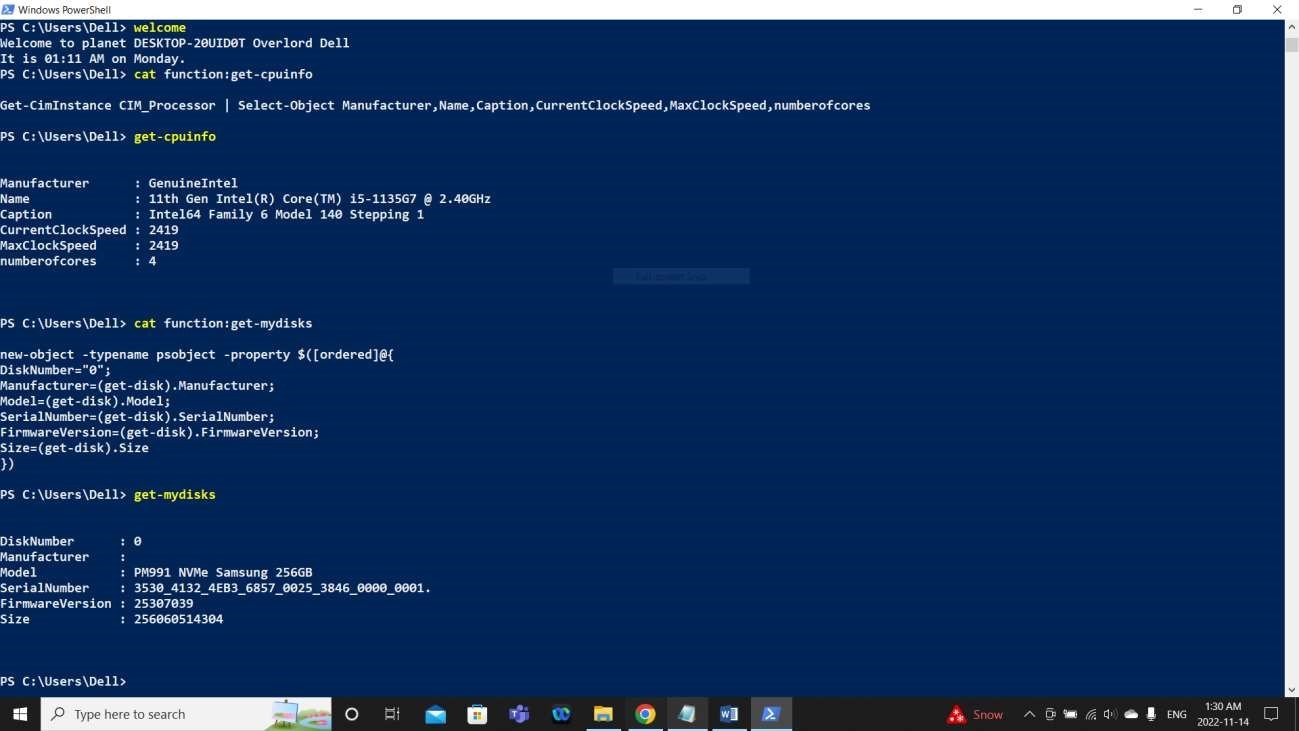 Windows PowerShell
PS C:\Users\Dell> welcome
Welcome to planet DESKTOP-20UID0T Overlord Dell
It is 01:11 AM on Monday.
PS C:\Users\Dell> cat function:get-cpuinfo
Get-CimInstance CIM_Processor | Select-Object Manufacturer,Name,Caption,CurrentClockSpeed,MaxClockSpeed,numberofcores
PS C:\Users\Dell> get-cpuinfo
Manufacturer      : GenuineIntel
Name              : 11th Gen Intel(R) Core(TM) i5-1135G7 @ 2.40GHz
Caption           : Intel64 Family 6 Model 140 Stepping 1
CurrentClockSpeed : 2419
MaxClockSpeed     : 2419
numberofcores     : 4
PS C:\Users\Dell> cat function:get-mydisks
new-object -typename psobject -property $([ordered]@{
DiskNumber="0";
Manufacturer=(get-disk).Manufacturer;
Model=(get-disk).Model;
SerialNumber=(get-disk).SerialNumber;
FirmwareVersion=(get-disk).FirmwareVersion;
Size=(get-disk).Size
})
PS C:\Users\Dell> get-mydisks
DiskNumber      : 0
Manufacturer    :
Model           : PM991 NVMe Samsung 256GB
SerialNumber    : 3530_4132_4EB3_6857_0025_3846_0000_0001.
FirmwareVersion : 25307039
Size            : 256060514304
PS C:\Users\Dell>
Type here to search
Snow
ENG
1:30 AM
2022-11-14